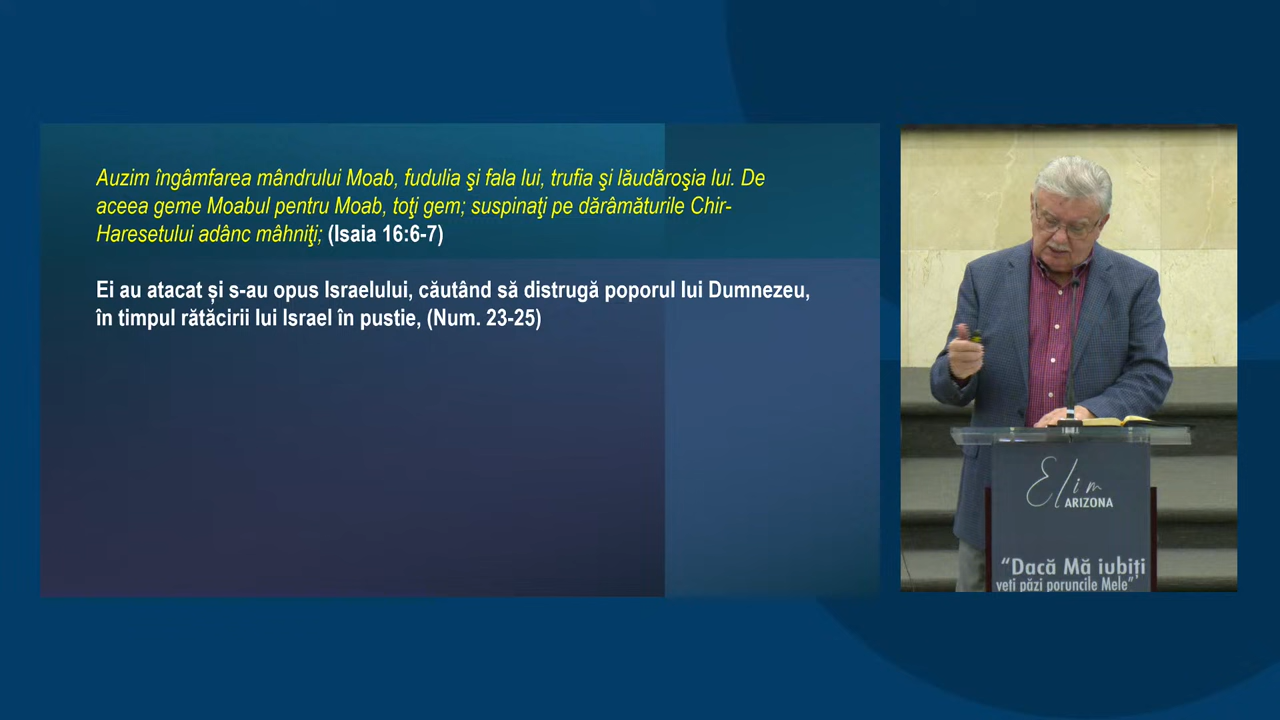 Auzim îngâmfarea mândrului Moab, fudulia şi fala lui, trufia şi lăudăroşia lui. De
aceea geme Moabul pentru Moab, toţi gem; suspinaţi pe dărâmăturile Chir-
Haresetului adânc mâhniţi; (Isaia 16:6-7)
Ei au atacat și s-au opus Israelului, căutând să distrugă poporul lui Dumnezeu,
în timpul rătăcirii lui Israel în pustie, (Num. 23-25)
Elim
ARIZONA
“Dacă Mă iubiți
veți păzi poruncile Mele”